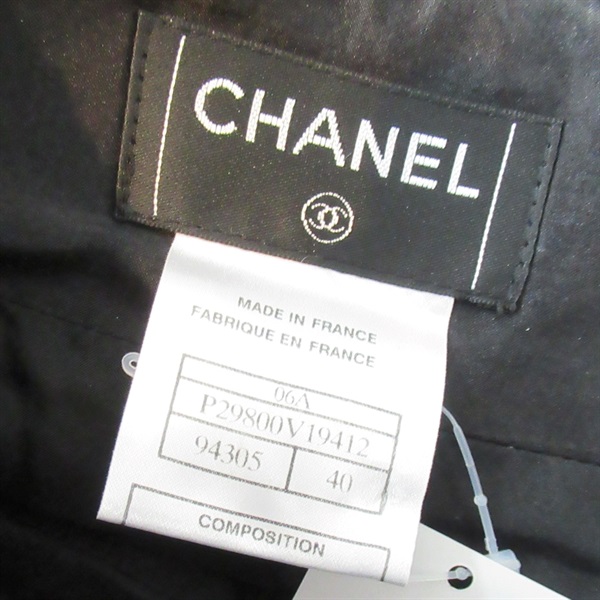 CHANEL
MADE IN FRANCE
FABRIQUE EN FRANCE
06A
P29800V19412
94305 40
COMPOSITION